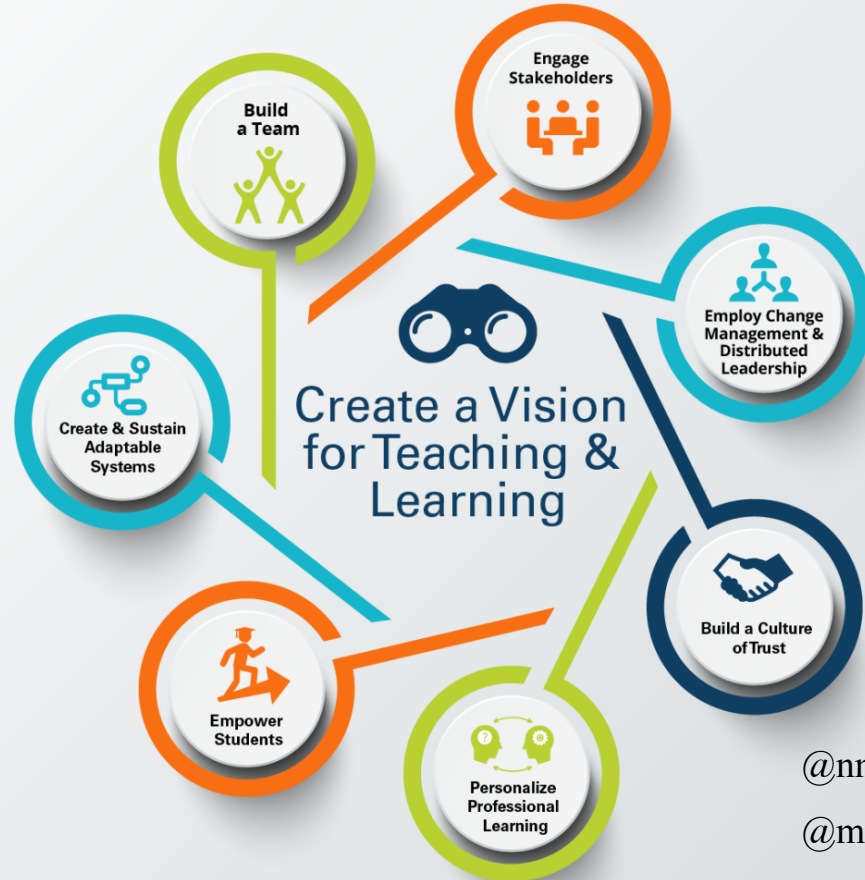 Engage
Stakeholders
Build
a Team
Employ Change
Management &
Distributed
Leadership
Create a Vision
for Teaching &
Learning
Create & Sustain
Adaptable
Systems
Build a Culture
of Trust
Empower
Students
Personalize
Professional
Learning
?